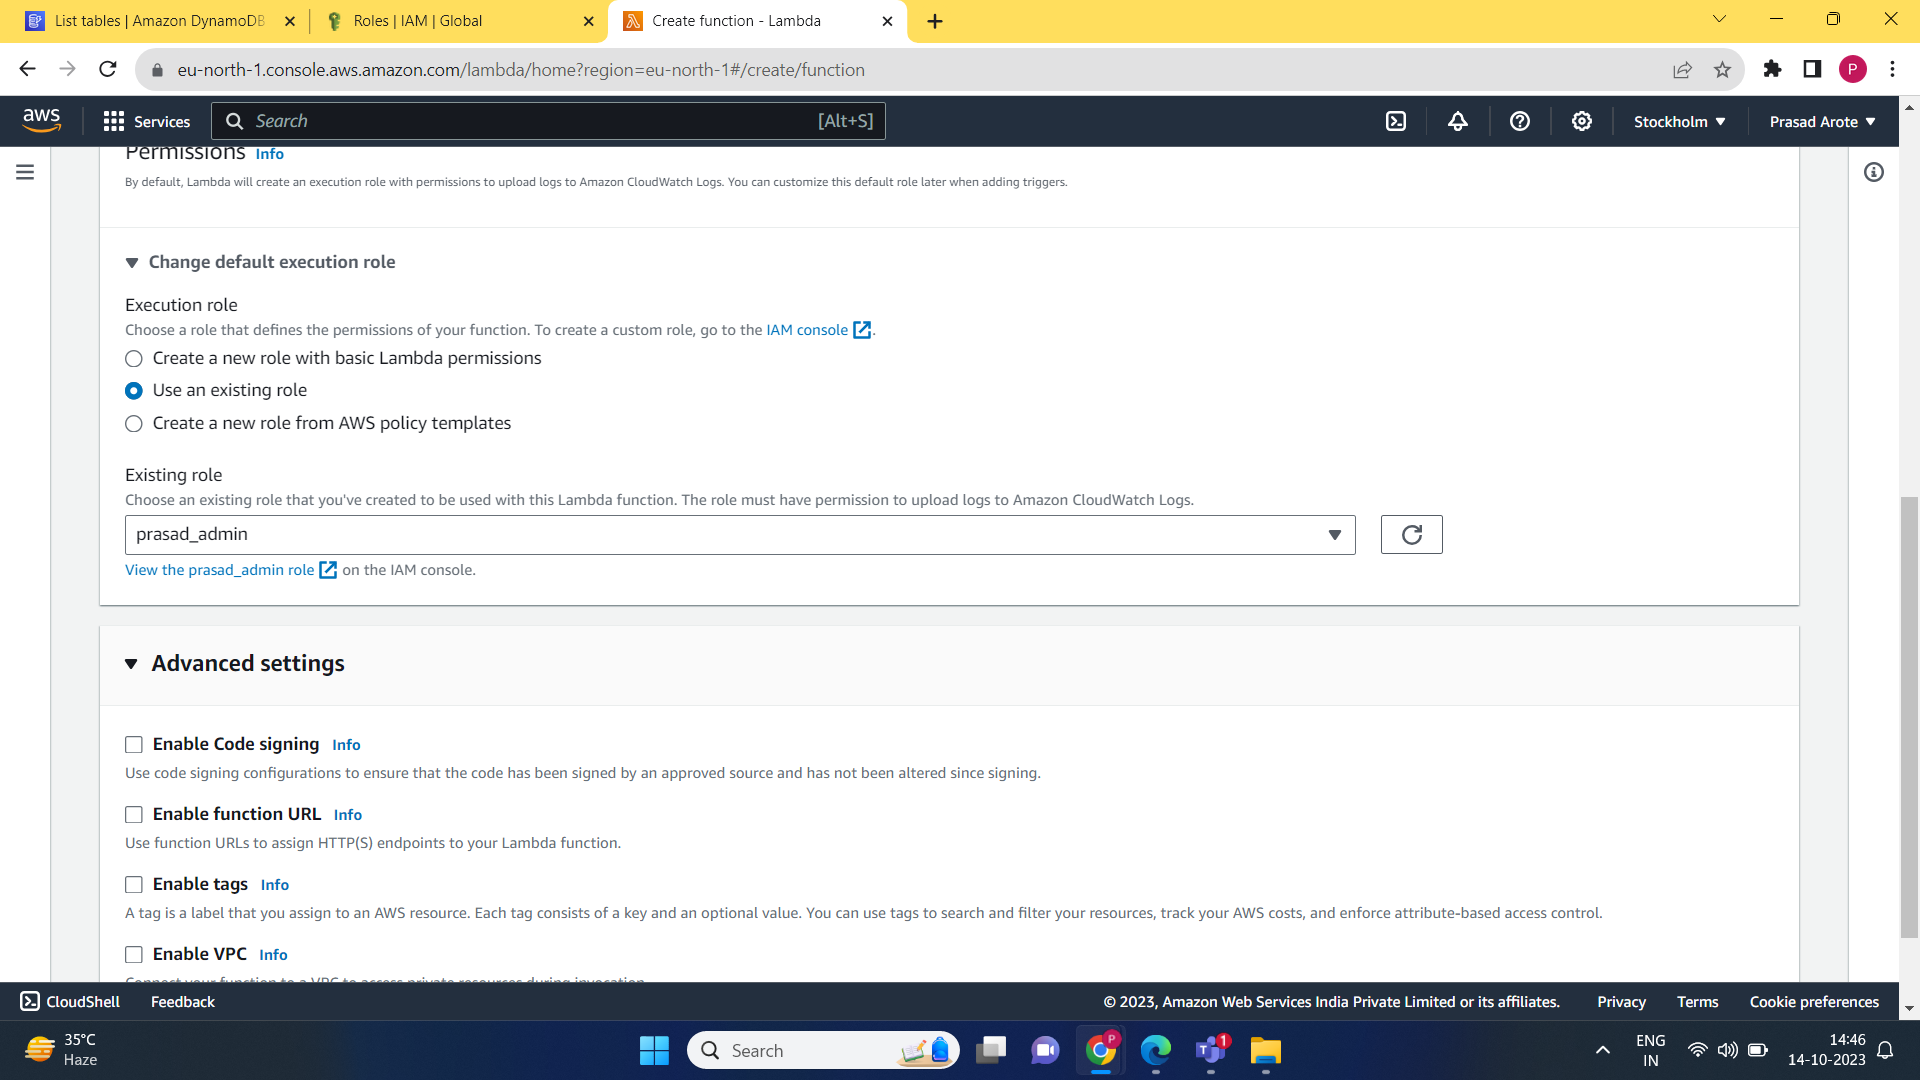 List tables | Amazon DynamoDB
Roles | IAM | Global
Create function - Lambda
eu-north-1.console.aws.amazon.com/lambda/home?region=eu-north-1#/create/function
P
aws
Services
Search
[Alt+S]
Stockholm
Prasad Arote
Permissions Info
By default, Lambda will create an execution role with permissions to upload logs to Amazon CloudWatch Logs. You can customize this default role later when adding triggers.
Change default execution role
Execution role
Choose a role that defines the permissions of your function. To create a custom role, go to the IAM console.
Create a new role with basic Lambda permissions
Use an existing role
Create a new role from AWS policy templates
Existing role
Choose an existing role that you've created to be used with this Lambda function. The role must have permission to upload logs to Amazon CloudWatch Logs.
prasad_admin
View the prasad_admin role on the IAM console.
Advanced settings
Enable Code signing Info
Use code signing configurations to ensure that the code has been signed by an approved source and has not been altered since signing.
Enable function URL Info
Use function URLs to assign HTTP(S) endpoints to your Lambda function.
Enable tags Info
A tag is a label that you assign to an AWS resource. Each tag consists of a key and an optional value. You can use tags to search and filter your resources, track your AWS costs, and enforce attribute-based access control.
Enable VPC Info
Connect your function to a VPC to access private resources during invocation.
CloudShell
Feedback
© 2023, Amazon Web Services India Private Limited or its affiliates.
Privacy
Terms
Cookie preferences
35°C
Haze
Search
P
1
ENG
IN
14:46
14-10-2023